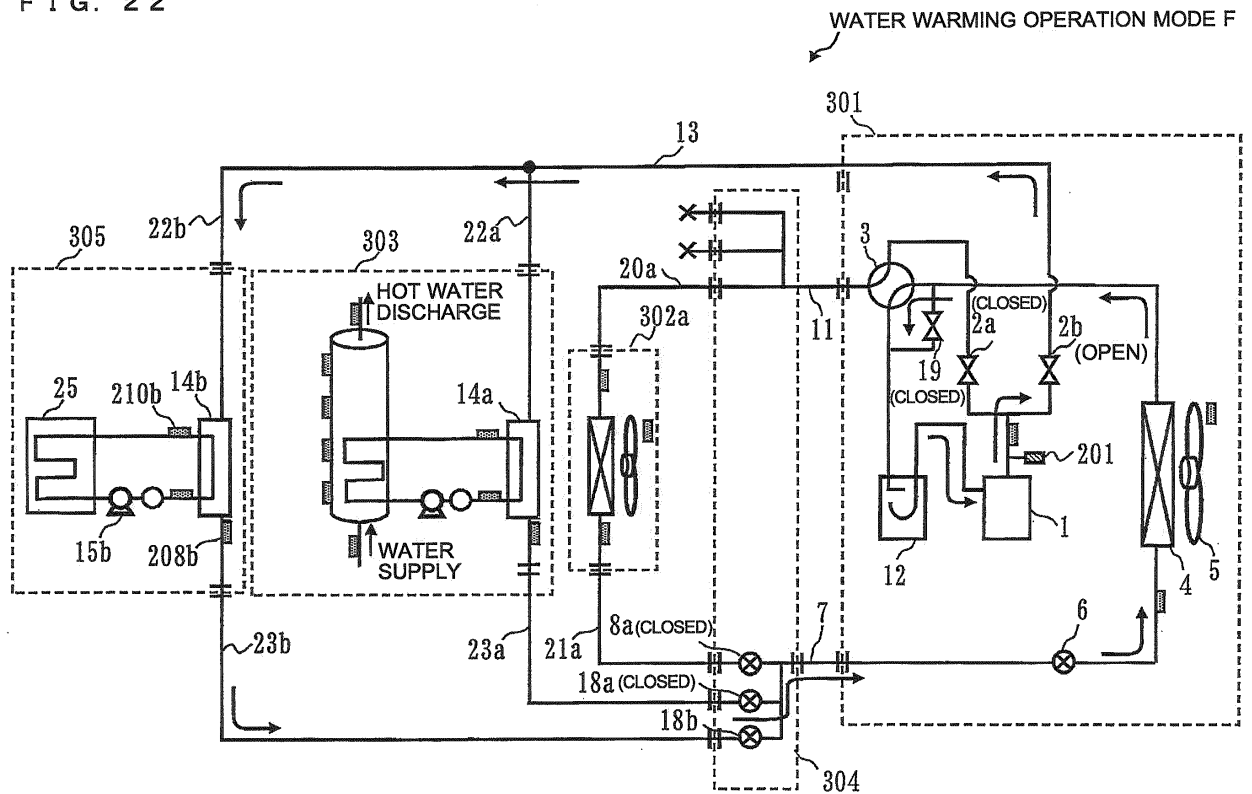 FIG. 22
WATER WARMING OPERATION MODE F
301
13
22b
22a
3
305
303
20a
HOT WATER
DISCHARGE
302a
11
(CLOSED)
2a
2b
(OPEN)
19
(CLOSED)
25
210b
14b
14a
201
15b
208b
WATER
SUPPLY
12
1
4
5
23b
23a
21a
8a(CLOSED)
7
6
18a(CLOSED)
18b
304